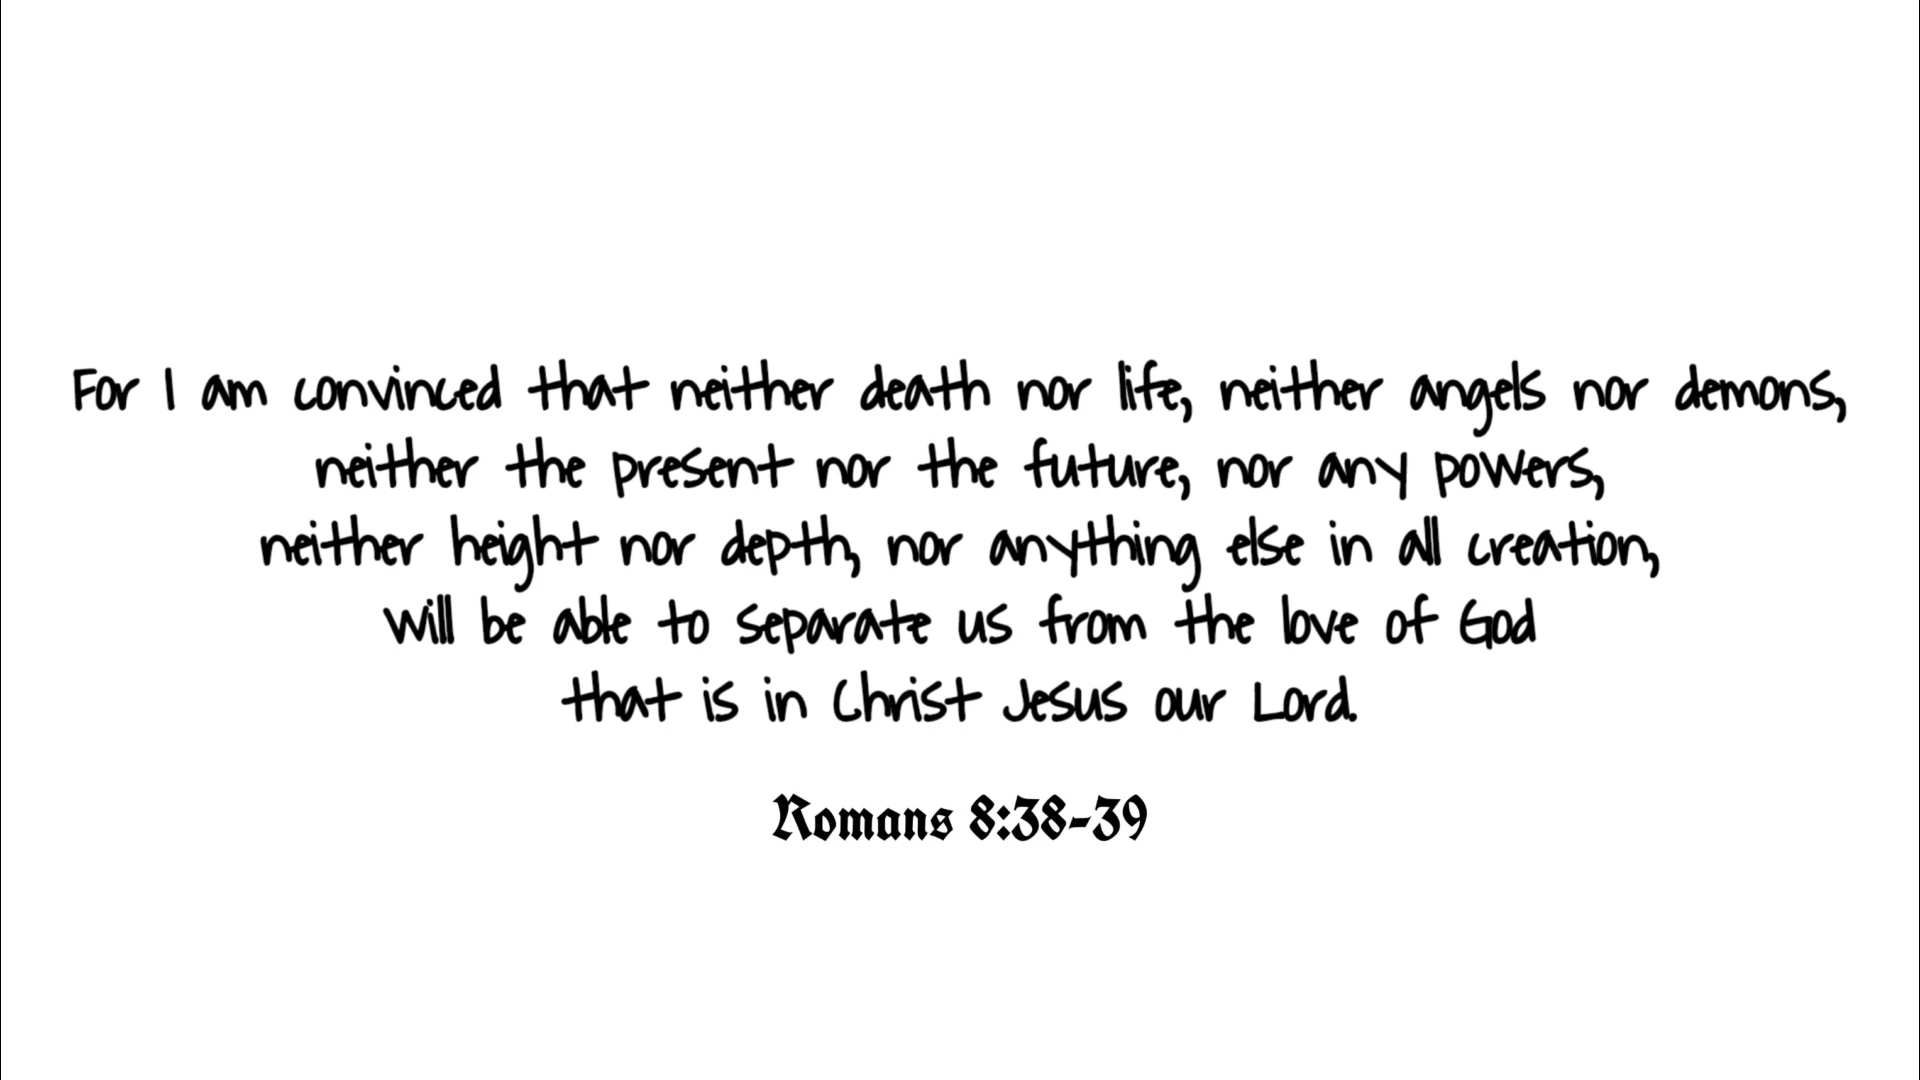 For I am convinced that neither death nor life, neither angels nor demons,
neither the present nor the future, nor any powers,
neither height nor depth, nor anything else in all creation,
will be able to separate us from the love of God
that is in Christ Jesus our Lord.
Romans 8:38-39